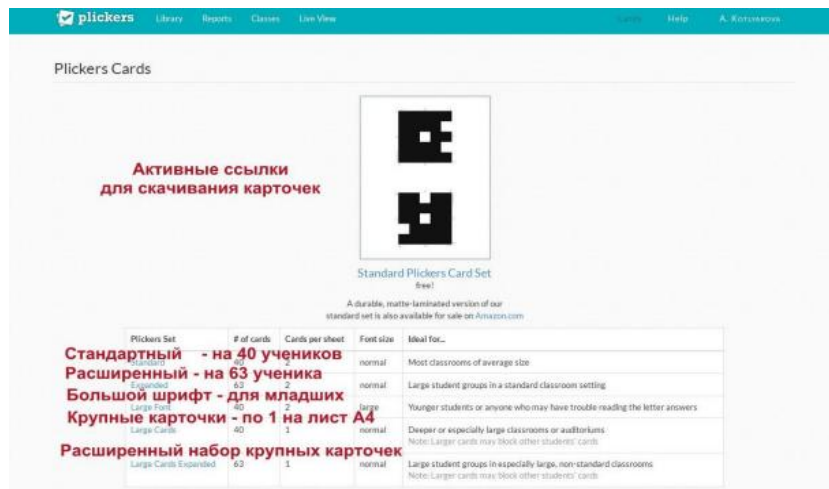 plickers Library Reports Classes Live View Cards Help
Plickers Cards
Активные ссылки
для скачивания карточек
Standard Plickers Card Set
free!
A durable, matte-laminated version of our
standard set is also available for sale on Amazon.com
Plickers Set # of cards Cards per sheet Font size Ideal for...
Стандартный - на 40 учеников
Standard 40 2 normal Most classrooms of average size
Расширенный - на 63 ученика
Expanded 63 2 normal Large student groups in a standard classroom setting
Большой шрифт - для младших
Large Font 40 2 large Younger students or anyone who may have trouble reading the letter answers
Крупные карточки - по 1 на лист А4
Large Cards 40 1 normal Deeper or especially large classrooms or auditoriums
Note: Larger cards may block other students' cards
Расширенный набор крупных карточек
Large Cards Expanded 63 1 normal Large student groups in especially large, non-standard classrooms
Note: Larger cards may block other students' cards